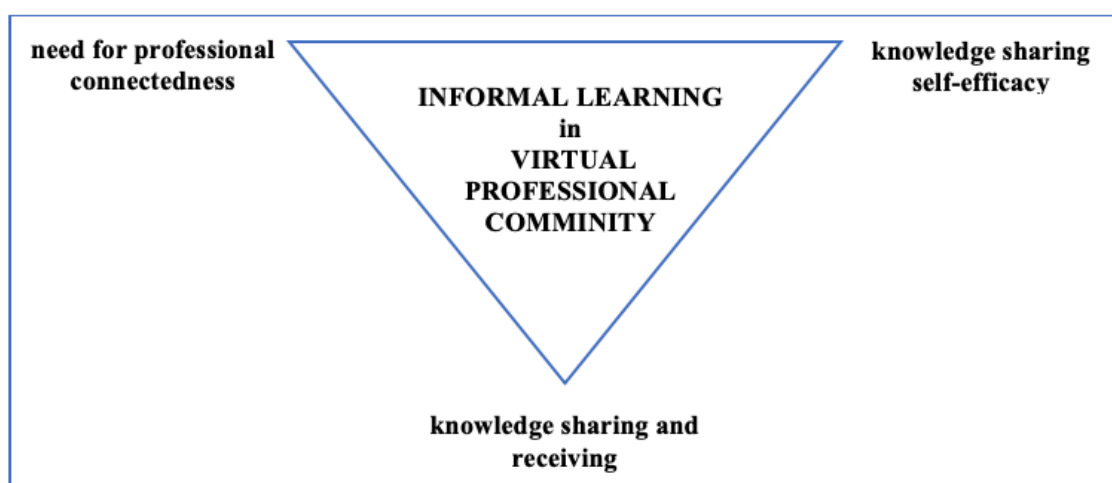 need for professional
connectedness
knowledge sharing
self-efficacy
INFORMAL LEARNING
in
VIRTUAL
PROFESSIONAL
COMMINITY
knowledge sharing and
receiving